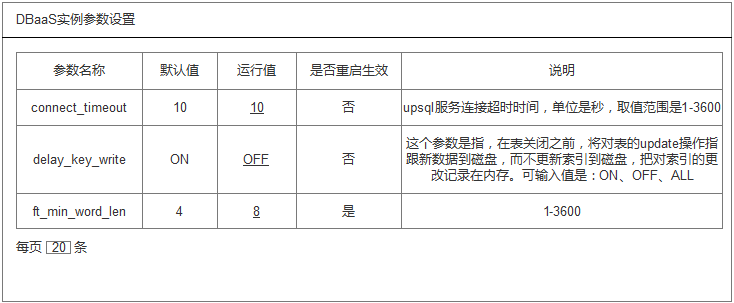 DBaaS实例参数设置
参数名称 默认值 运行值 是否重启生效 说明
connect_timeout 10 10 否 upsql服务连接超时时间，单位是秒，取值范围是1-3600
delay_key_write ON OFF 否 这个参数是指，在表关闭之前，将对表的update操作指
跟新数据到磁盘，而不更新索引到磁盘，把对索引的更
改记录在内存。可输入值是：ON、OFF、ALL
ft_min_word_len 4 8 是 1-3600
每页 20 条